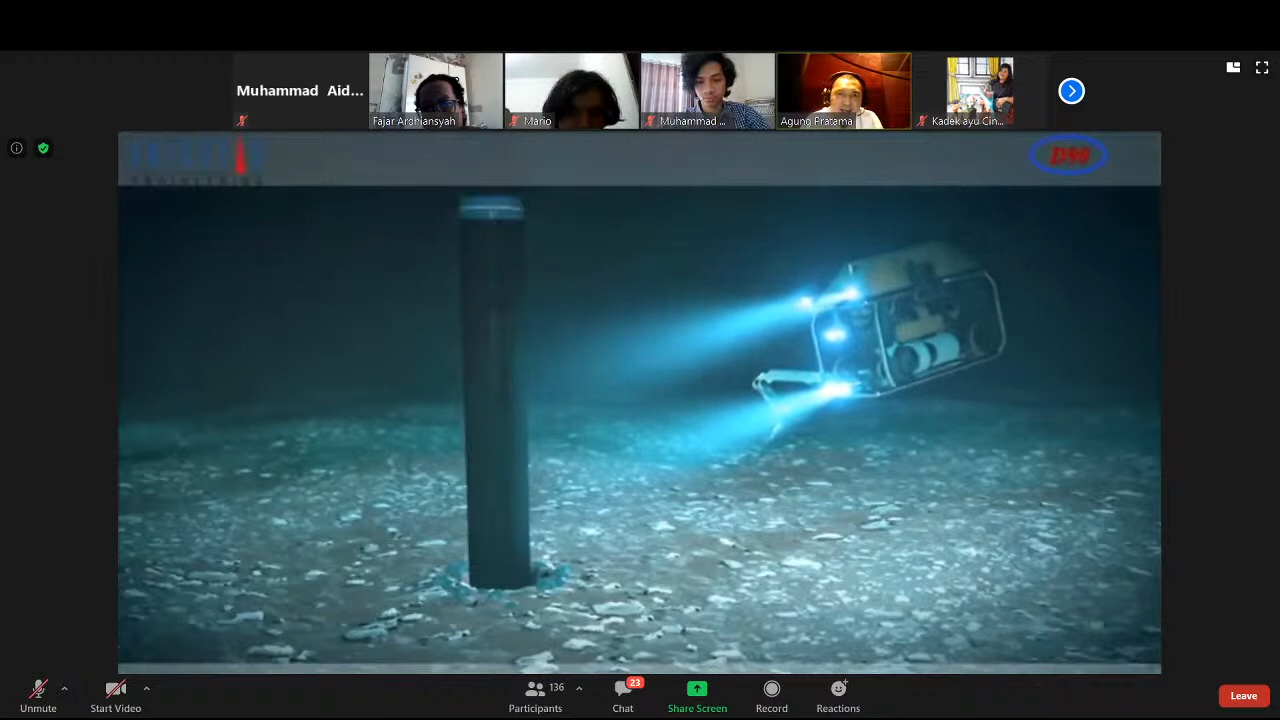 Muhammad Aid...
Fajar Ardhiansyah
Mario
Muhammad ...
Agung Pratama
Kadek ayu Cin...
D90
Unmute
Start Video
136
Participants
23
Chat
Share Screen
Record
Reactions
Leave